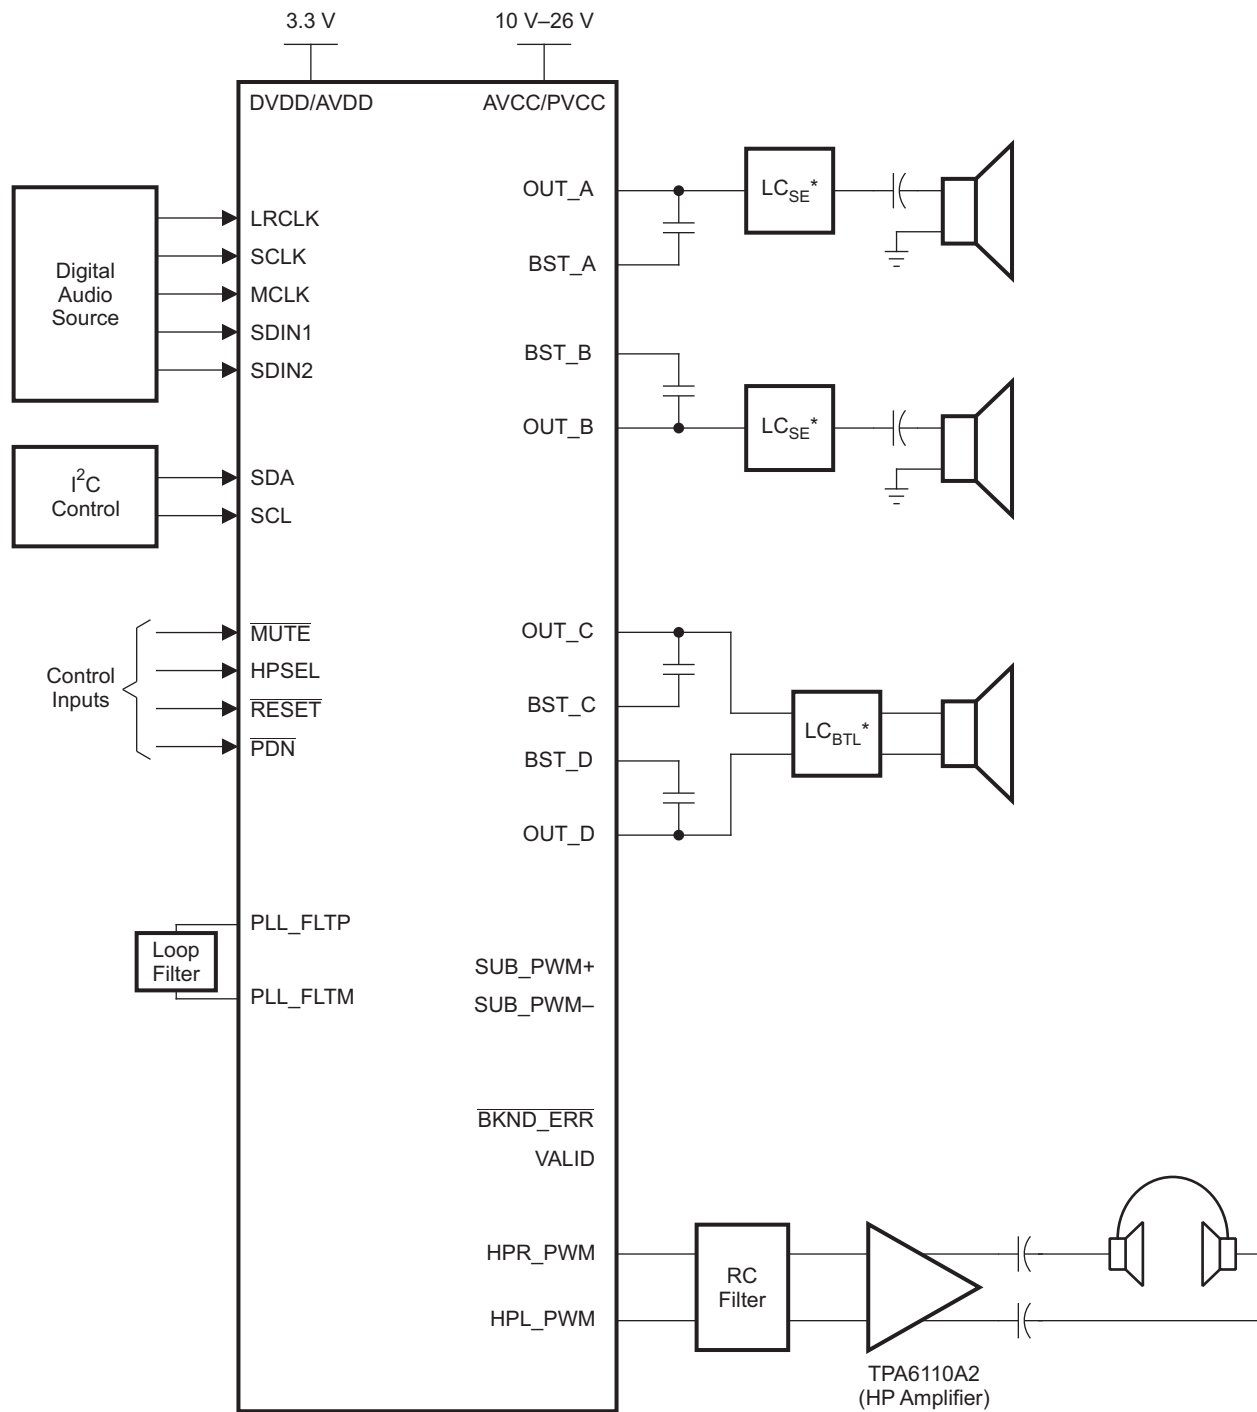 3.3 V
10 V–26 V
DVDD/AVDD
AVCC/PVCC
Digital
Audio
Source
LRCLK
SCLK
MCLK
SDIN1
SDIN2
I²C
Control
SDA
SCL
Control
Inputs
MUTE
HPSEL
RESET
PDN
Loop
Filter
PLL_FLTP
PLL_FLTM
OUT_A
BST_A
LCSE*
BST_B
OUT_B
LCSE*
OUT_C
BST_C
BST_D
OUT_D
LCBTL*
SUB_PWM+
SUB_PWM–
BKND_ERR
VALID
HPR_PWM
HPL_PWM
RC
Filter
TPA6110A2
(HP Amplifier)